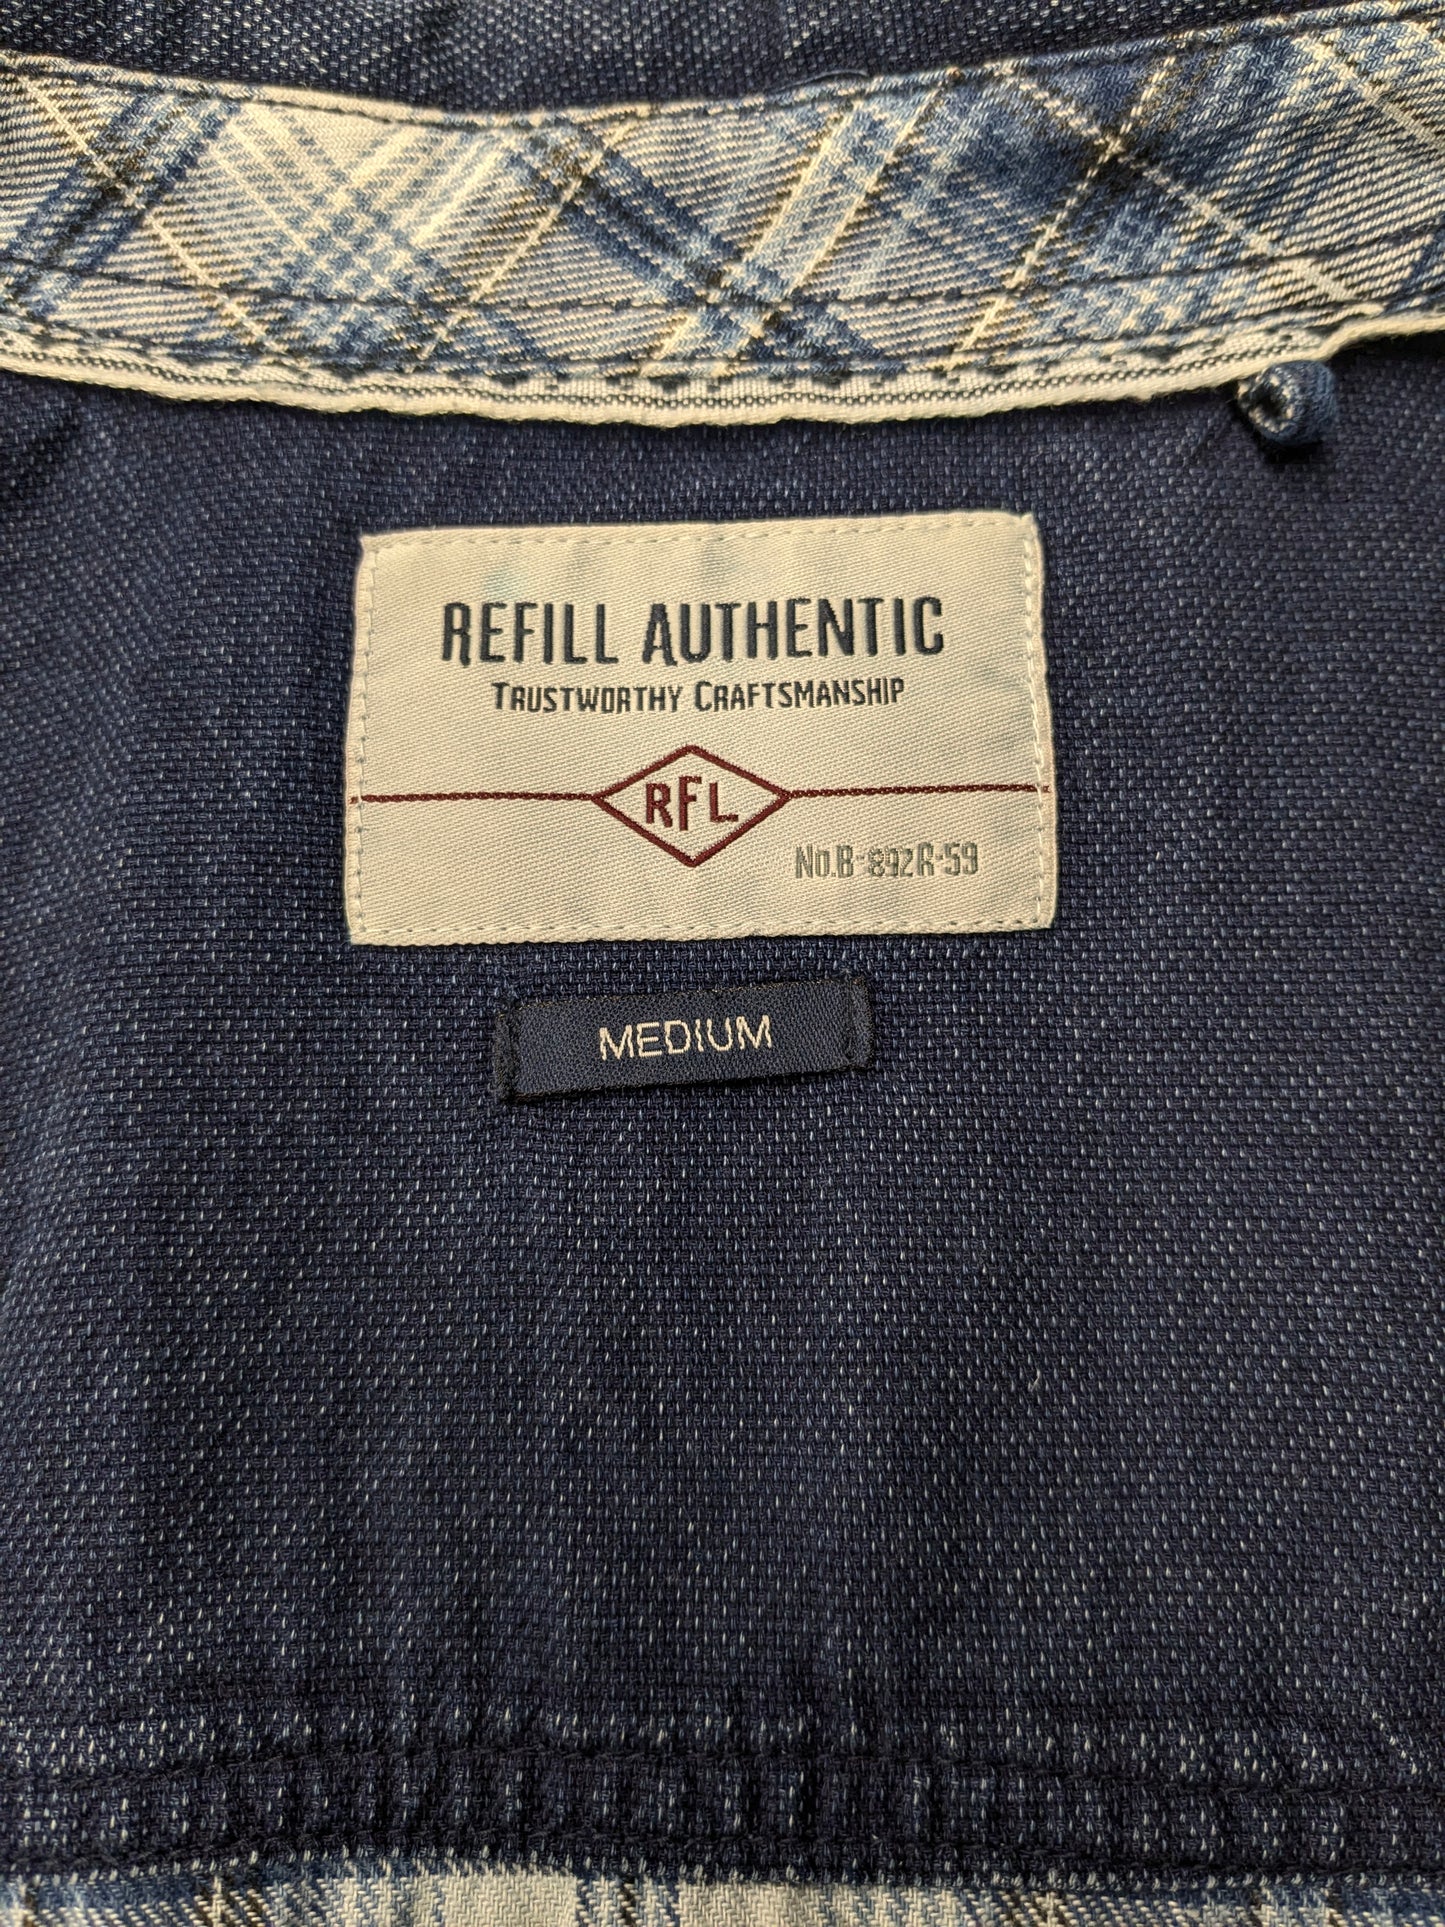 REFILL AUTHENTIC
TRUSTWORTHY CRAFTSMANSHIP
RFL
No.B-892R-59
MEDIUM